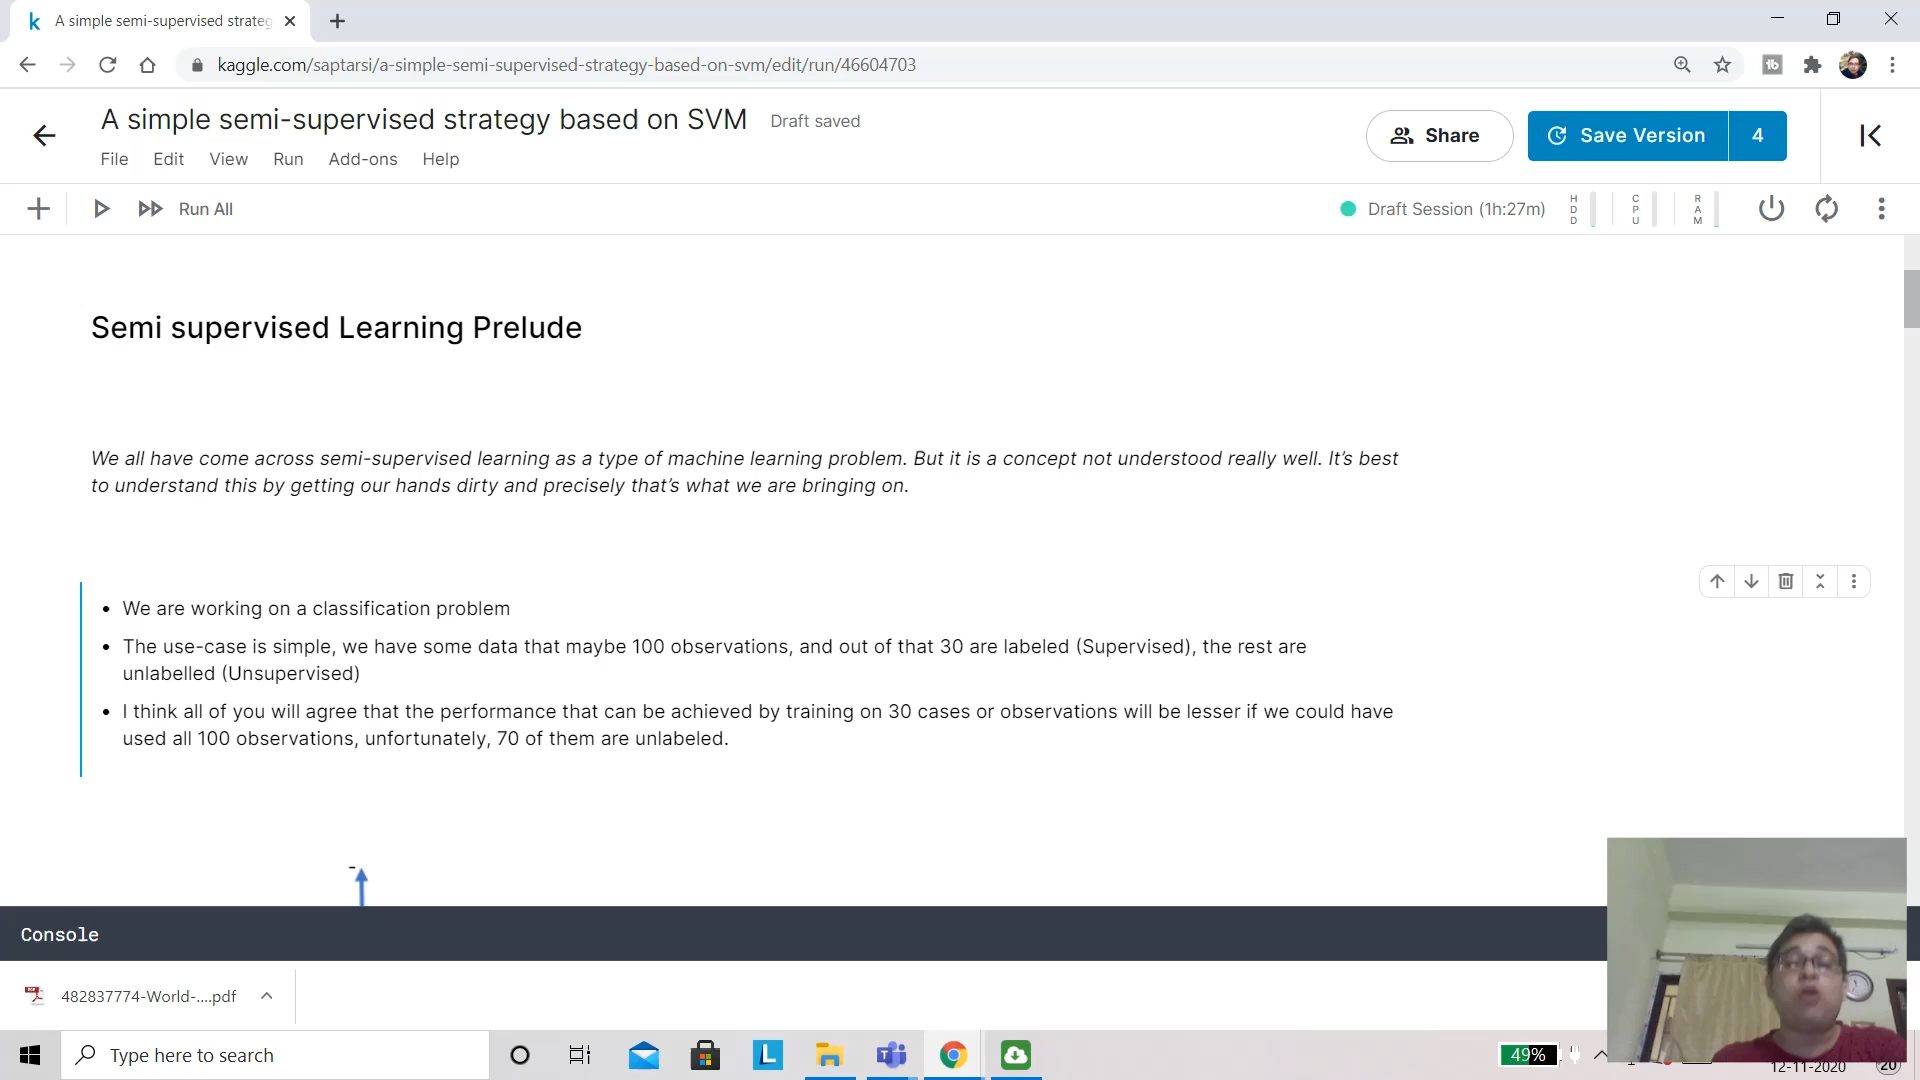 A simple semi-supervised strateg
kaggle.com/saptarsi/a-simple-semi-supervised-strategy-based-on-svm/edit/run/46604703
A simple semi-supervised strategy based on SVM Draft saved
Share
Save Version 4
File Edit View Run Add-ons Help
Run All
Draft Session (1h:27m)
HDD
CPU
RAM
Semi supervised Learning Prelude
We all have come across semi-supervised learning as a type of machine learning problem. But it is a concept not understood really well. It's best
to understand this by getting our hands dirty and precisely that's what we are bringing on.
• We are working on a classification problem
• The use-case is simple, we have some data that maybe 100 observations, and out of that 30 are labeled (Supervised), the rest are
unlabelled (Unsupervised)
• I think all of you will agree that the performance that can be achieved by training on 30 cases or observations will be lesser if we could have
used all 100 observations, unfortunately, 70 of them are unlabeled.
Console
482837774-World-....pdf
Type here to search
49%
12-11-2020
20